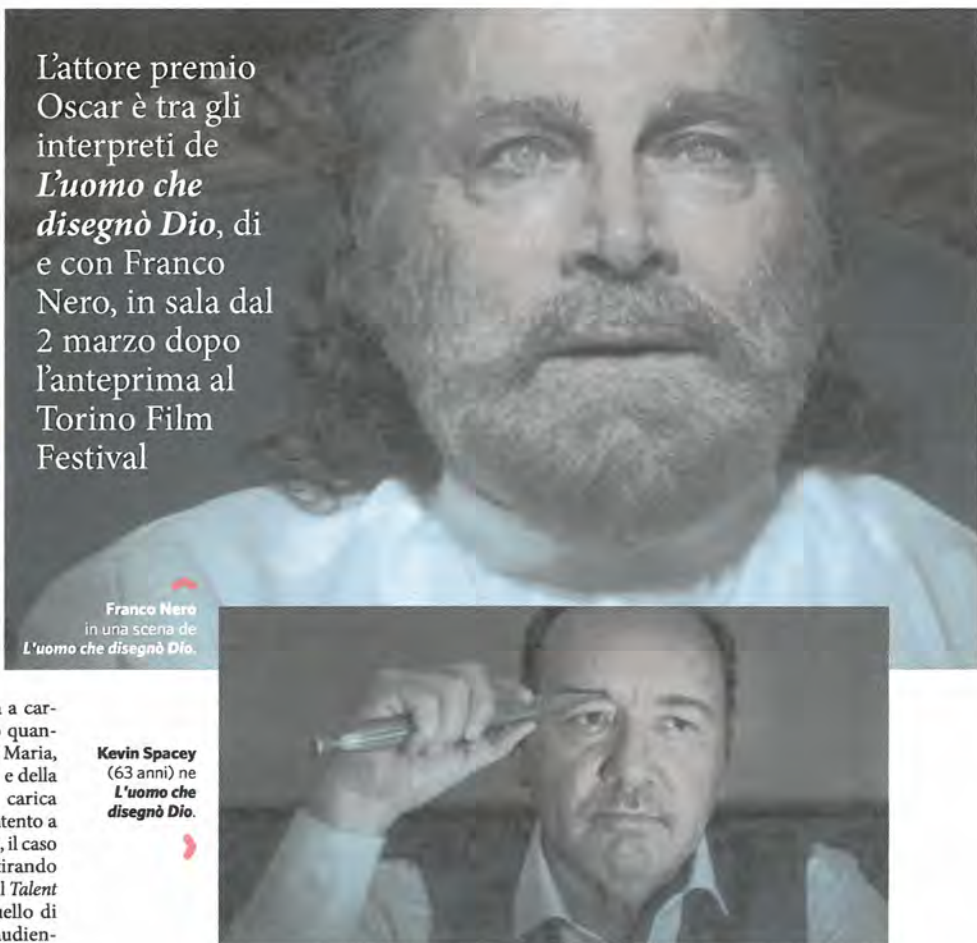 L'attore premio
Oscar è tra gli
interpreti de
L'uomo che
disegnò Dio, di
e con Franco
Nero, in sala dal
2 marzo dopo
l'anteprima al
Torino Film
Festival
Franco Nero
in una scena de
L'uomo che disegnò Dio.
a car-
quan-
Maria,
e della
carica
tento a
, il caso
tirando
l Talent
ello di
udien-
Kevin Spacey
(63 anni) ne
L'uomo che
disegnò Dio.